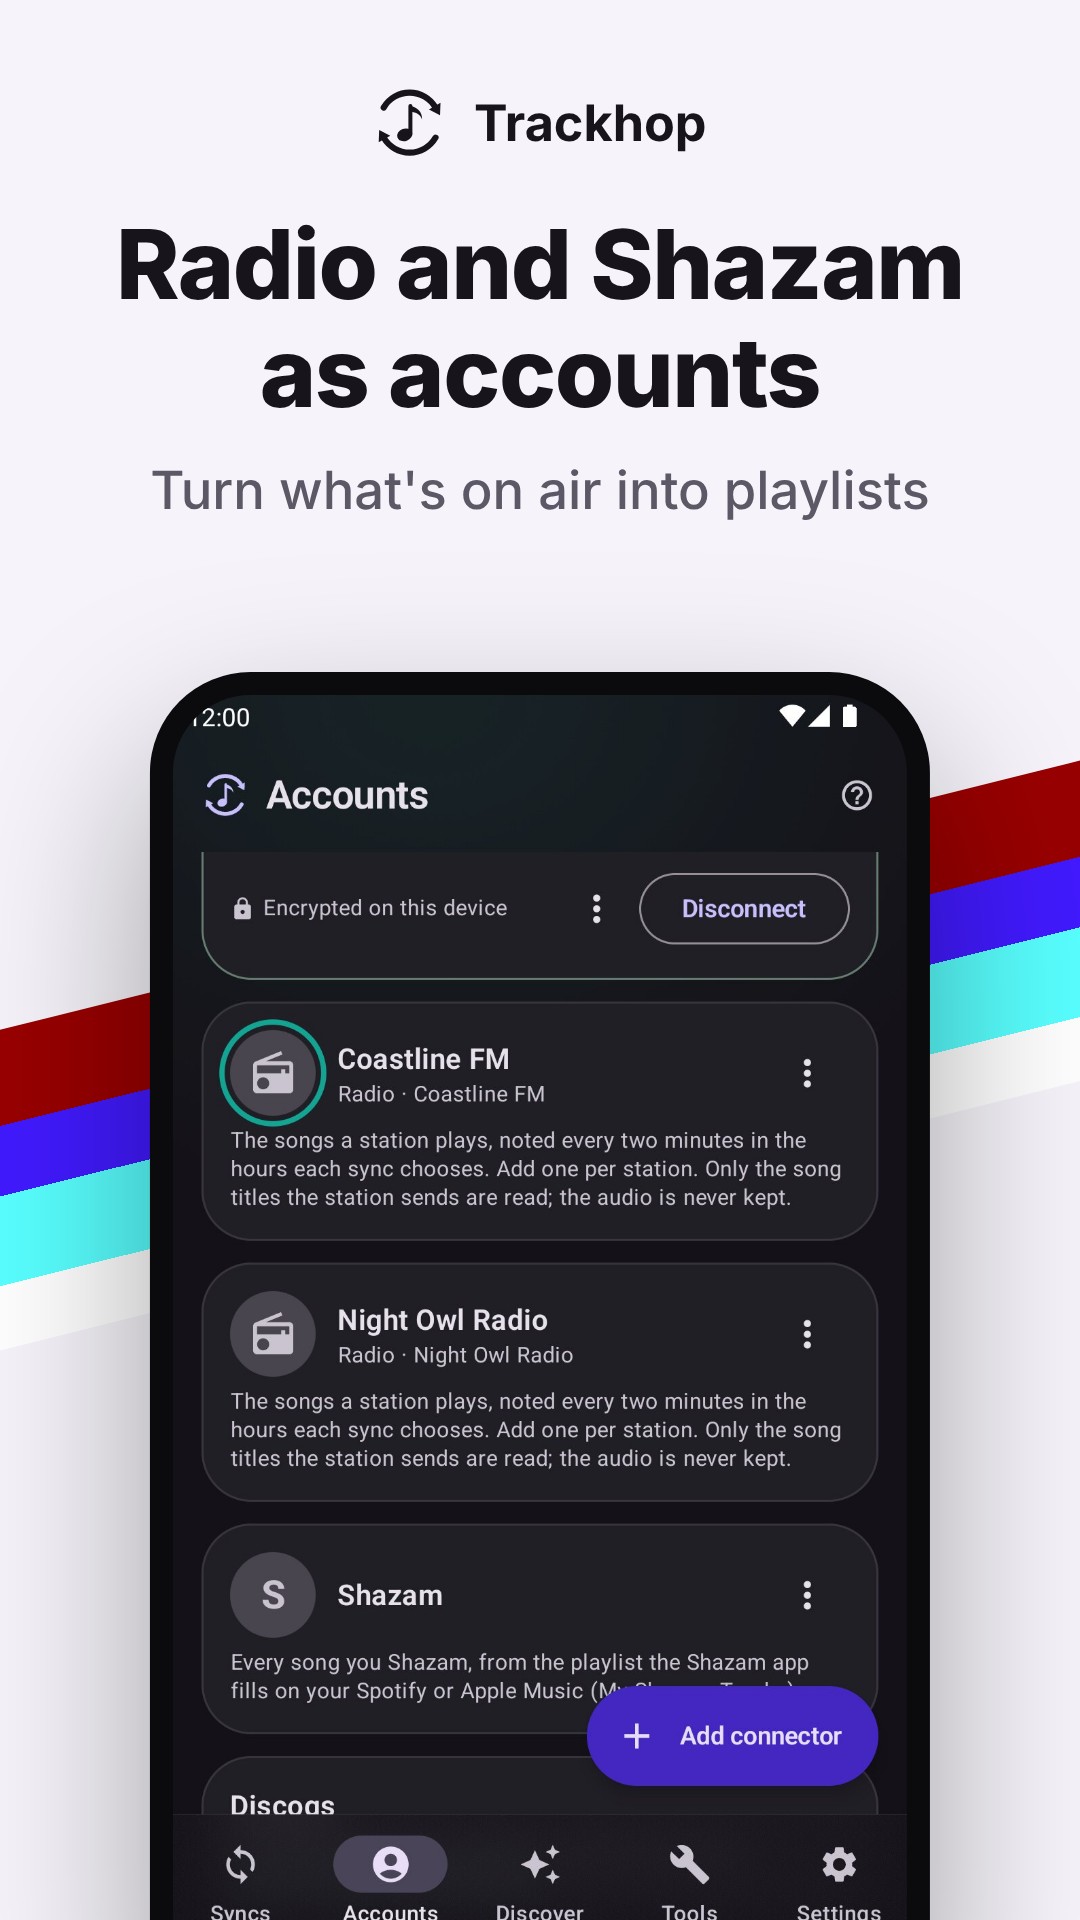 Trackhop
Radio and Shazam
as accounts
Turn what's on air into playlists
12:00
Accounts
Encrypted on this device
Disconnect
Coastline FM
Radio · Coastline FM
The songs a station plays, noted every two minutes in the
hours each sync chooses. Add one per station. Only the song
titles the station sends are read; the audio is never kept.
Night Owl Radio
Radio · Night Owl Radio
The songs a station plays, noted every two minutes in the
hours each sync chooses. Add one per station. Only the song
titles the station sends are read; the audio is never kept.
S
Shazam
Every song you Shazam, from the playlist the Shazam app
fills on your Spotify or Apple Music (My Shazam Tracks)
Add connector
Discogs
Syncs
Accounts
Discover
Tools
Settings